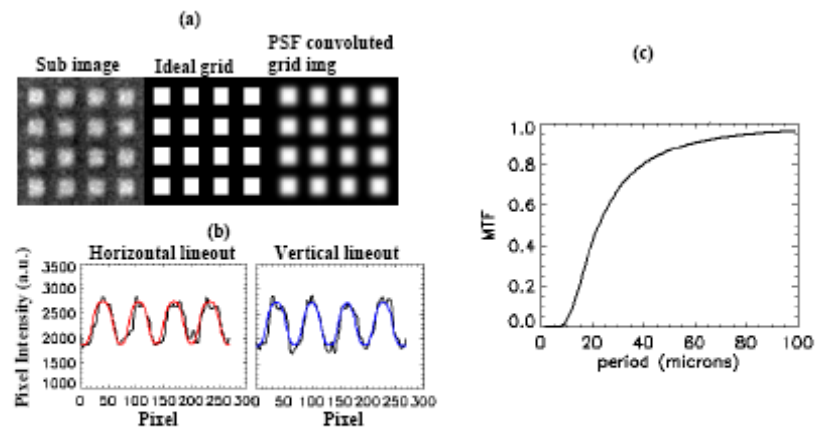 (a)
Sub image Ideal grid PSF convoluted grid img
(b)
Horizontal lineout Vertical lineout
Pixel Intensity (a.u.)
3500
3000
2500
2000
1500
1000
0 50 100 150 200 250 300
0 50 100 150 200 250 300
Pixel Pixel
(c)
MTF
1.0
0.8
0.6
0.4
0.2
0.0
0 20 40 60 80 100
period (microns)